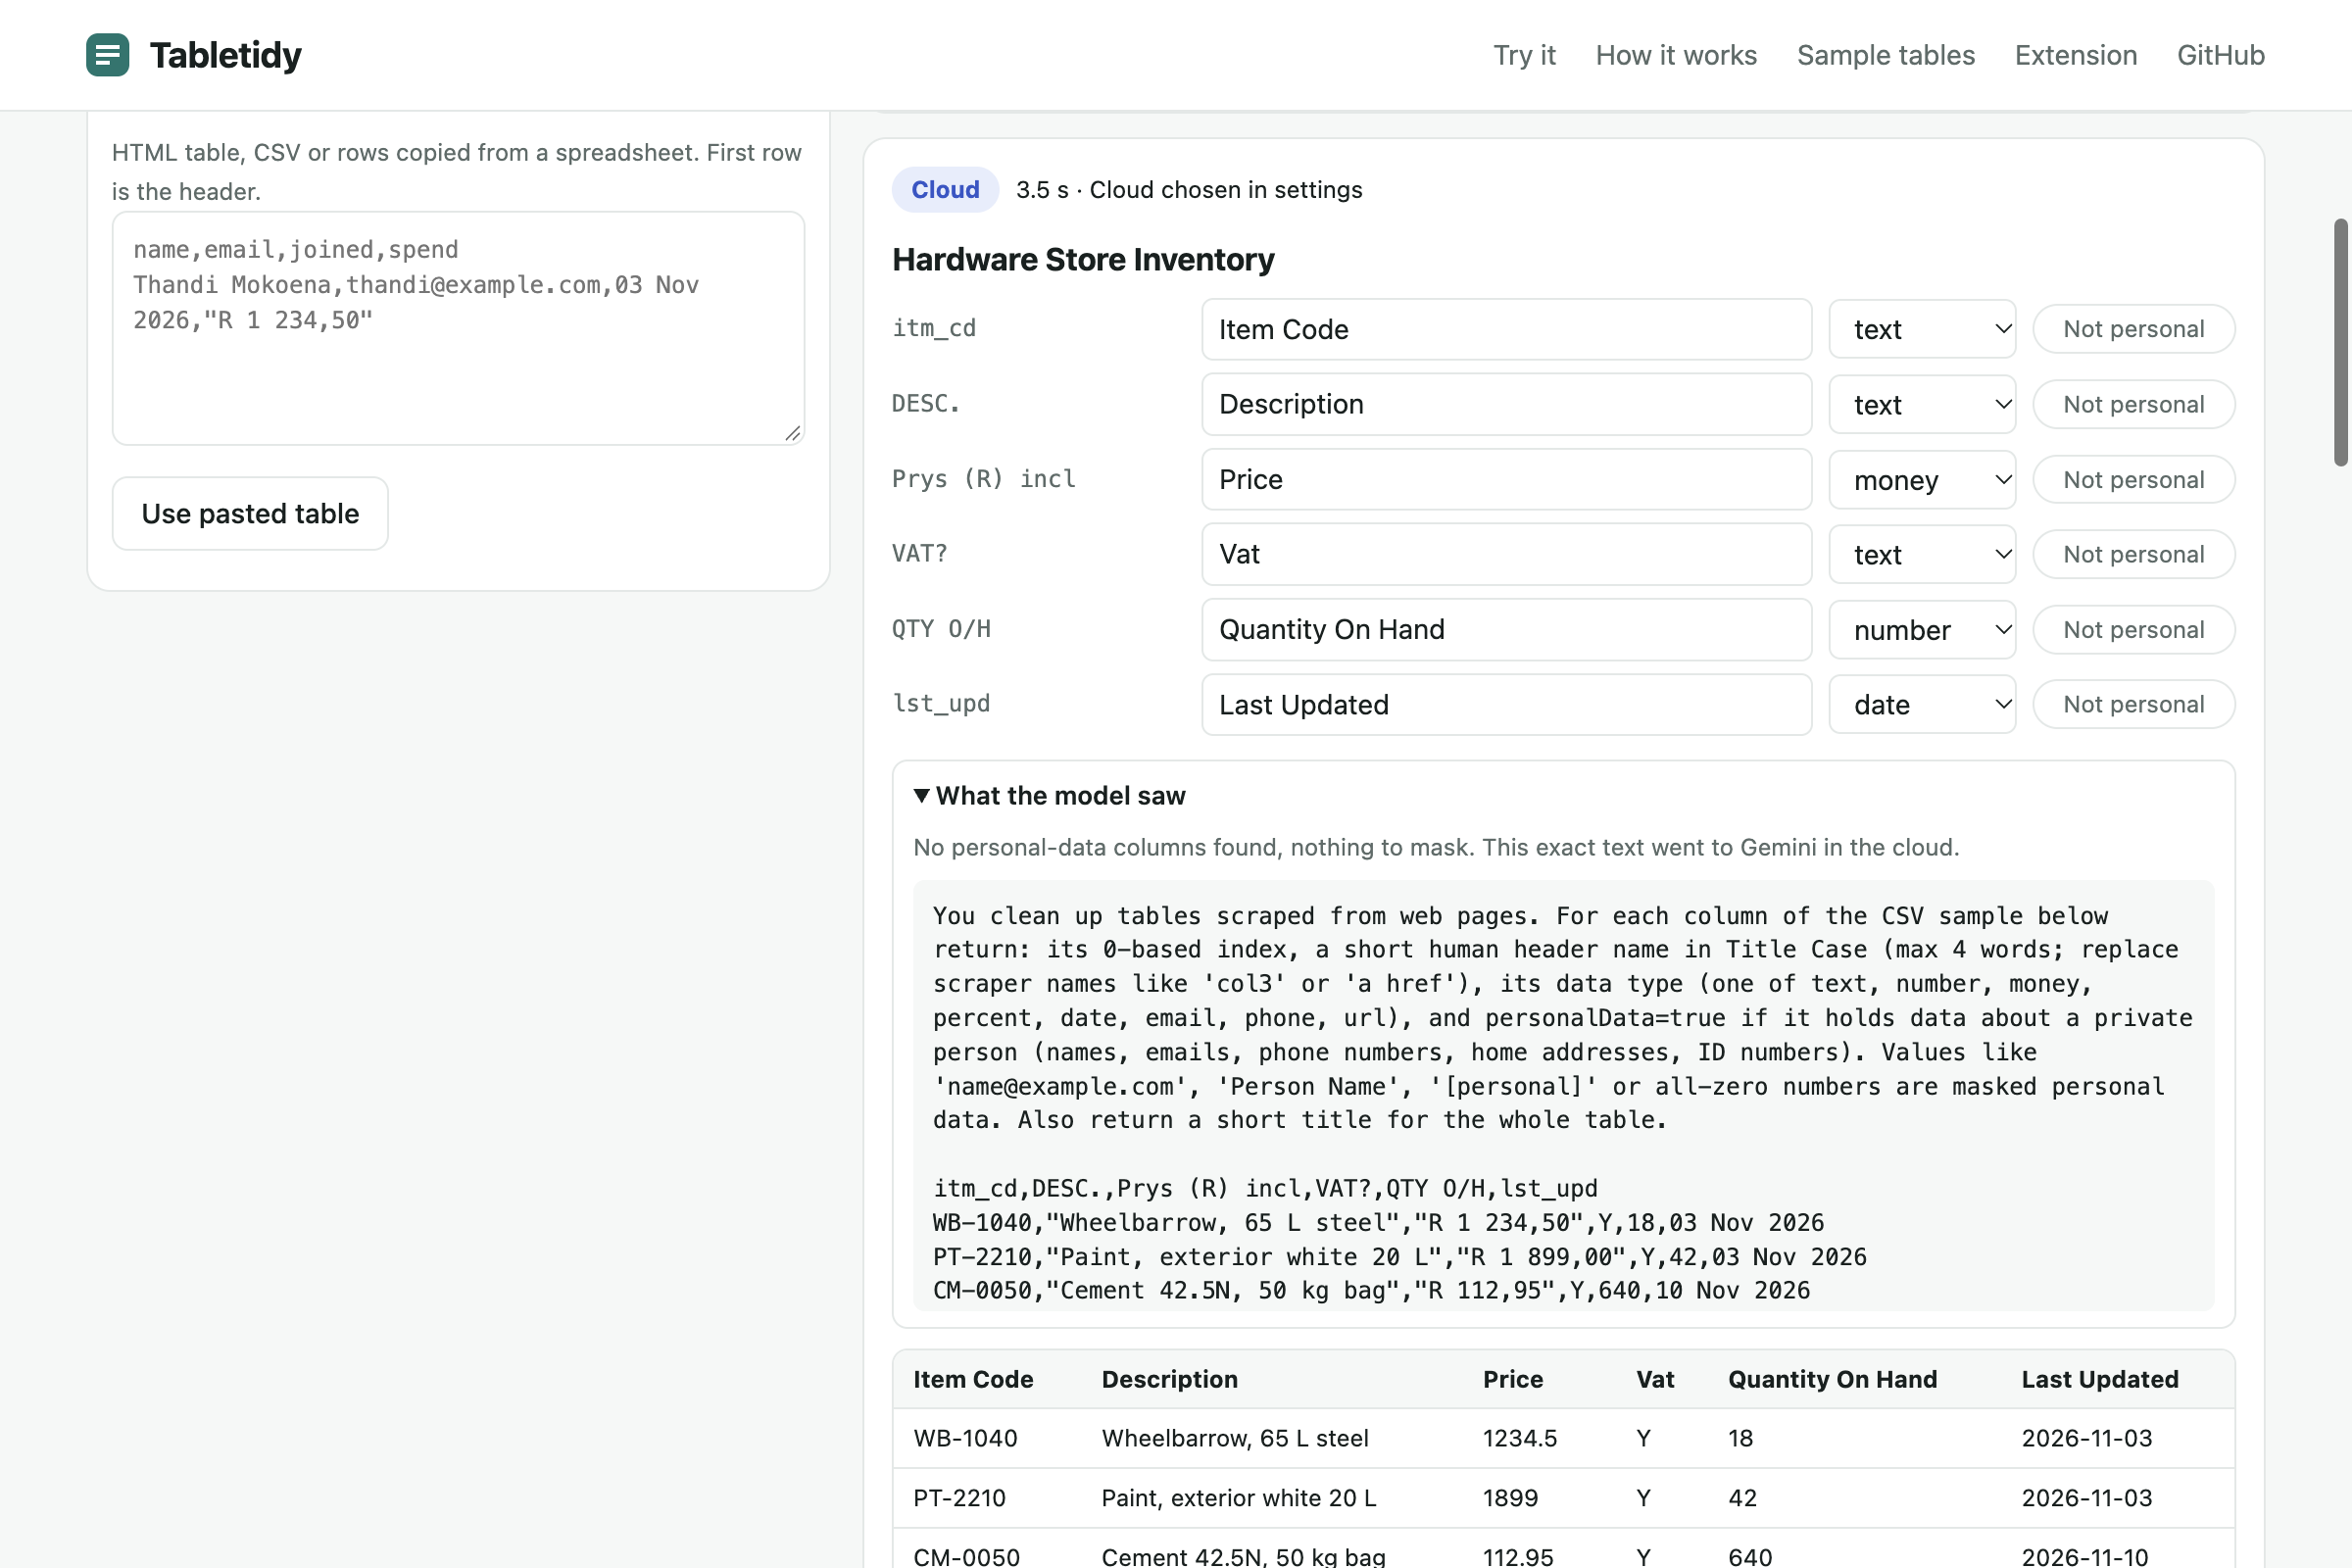 Tabletidy
Try it
How it works
Sample tables
Extension
GitHub
HTML table, CSV or rows copied from a spreadsheet. First row
is the header.
name,email,joined,spend
Thandi Mokoena,thandi@example.com,03 Nov
2026,"R 1 234,50"
Use pasted table
Cloud 3.5 s · Cloud chosen in settings
Hardware Store Inventory
itm_cd Item Code text Not personal
DESC. Description text Not personal
Prys (R) incl Price money Not personal
VAT? Vat text Not personal
QTY O/H Quantity On Hand number Not personal
lst_upd Last Updated date Not personal
▼ What the model saw
No personal-data columns found, nothing to mask. This exact text went to Gemini in the cloud.
You clean up tables scraped from web pages. For each column of the CSV sample below
return: its 0-based index, a short human header name in Title Case (max 4 words; replace
scraper names like 'col3' or 'a href'), its data type (one of text, number, money,
percent, date, email, phone, url), and personalData=true if it holds data about a private
person (names, emails, phone numbers, home addresses, ID numbers). Values like
'name@example.com', 'Person Name', '[personal]' or all-zero numbers are masked personal
data. Also return a short title for the whole table.
itm_cd,DESC.,Prys (R) incl,VAT?,QTY O/H,lst_upd
WB-1040,"Wheelbarrow, 65 L steel","R 1 234,50",Y,18,03 Nov 2026
PT-2210,"Paint, exterior white 20 L","R 1 899,00",Y,42,03 Nov 2026
CM-0050,"Cement 42.5N, 50 kg bag","R 112,95",Y,640,10 Nov 2026
Item Code Description Price Vat Quantity On Hand Last Updated
WB-1040 Wheelbarrow, 65 L steel 1234.5 Y 18 2026-11-03
PT-2210 Paint, exterior white 20 L 1899 Y 42 2026-11-03
CM-0050 Cement 42.5N, 50 kg bag 112.95 Y 640 2026-11-10